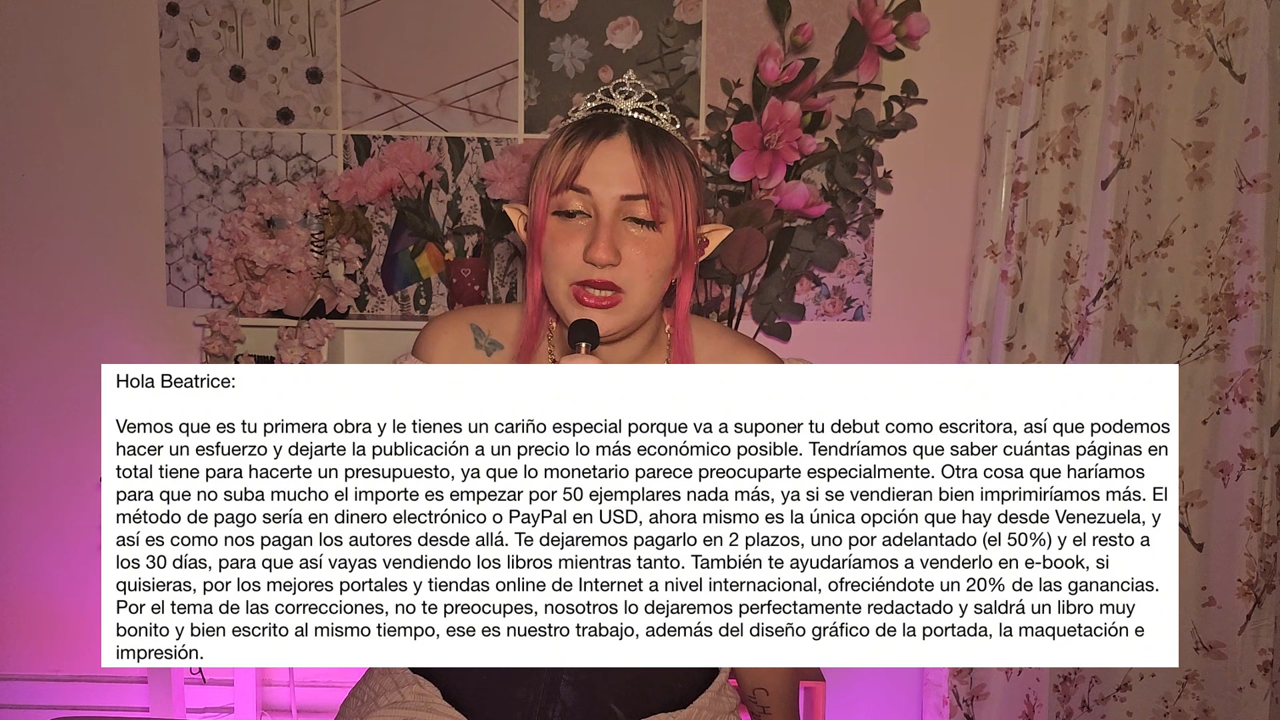 Hola Beatrice:
Vemos que es tu primera obra y le tienes un cariño especial porque va a suponer tu debut como escritora, así que podemos
hacer un esfuerzo y dejarte la publicación a un precio lo más económico posible. Tendríamos que saber cuántas páginas en
total tiene para hacerte un presupuesto, ya que lo monetario parece preocuparte especialmente. Otra cosa que haríamos
para que no suba mucho el importe es empezar por 50 ejemplares nada más, ya si se vendieran bien imprimiríamos más. El
método de pago sería en dinero electrónico o PayPal en USD, ahora mismo es la única opción que hay desde Venezuela, y
así es como nos pagan los autores desde allá. Te dejaremos pagarlo en 2 plazos, uno por adelantado (el 50%) y el resto a
los 30 días, para que así vayas vendiendo los libros mientras tanto. También te ayudaríamos a venderlo en e-book, si
quisieras, por los mejores portales y tiendas online de Internet a nivel internacional, ofreciéndote un 20% de las ganancias.
Por el tema de las correcciones, no te preocupes, nosotros lo dejaremos perfectamente redactado y saldrá un libro muy
bonito y bien escrito al mismo tiempo, ese es nuestro trabajo, además del diseño gráfico de la portada, la maquetación e
impresión.